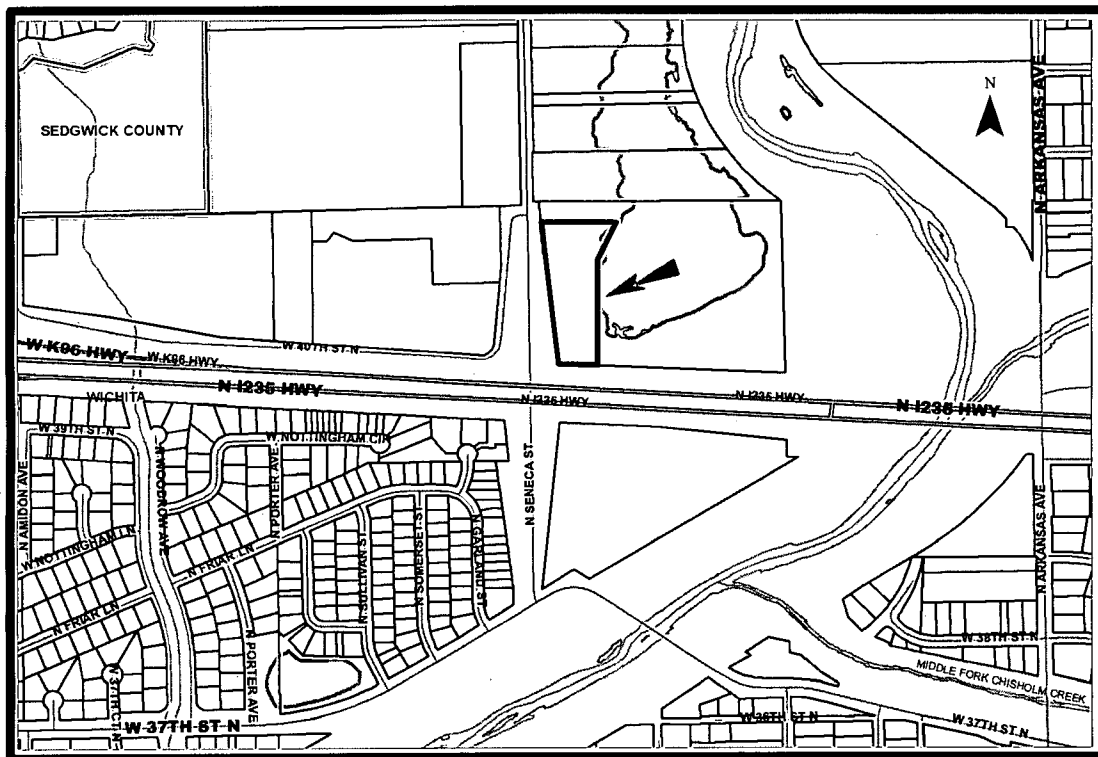 N ARKANSAS AVE
N
SEDGWICK COUNTY
W 40TH ST N
W K96 HWY
W K96 HWY
N I235 HWY
N I235 HWY
N I235 HWY
N I235 HWY
WICHITA
W 39TH ST N
W NOTTINGHAM CIR
N AMIDON AVE
N WOODROW AVE
N PORTER AVE
N SENECA ST
N ARKANSAS AVE
W NOTTINGHAM LN
N FRIAR LN
N GARLAND ST
N SULLIVAN ST
N SOMERSET ST
N FRIAR LN
N PORTER AVE
W 38TH ST N
MIDDLE FORK CHISHOLM CREEK
N 37TH CT N
W 37TH ST N
W 36TH ST N
W 37TH ST N